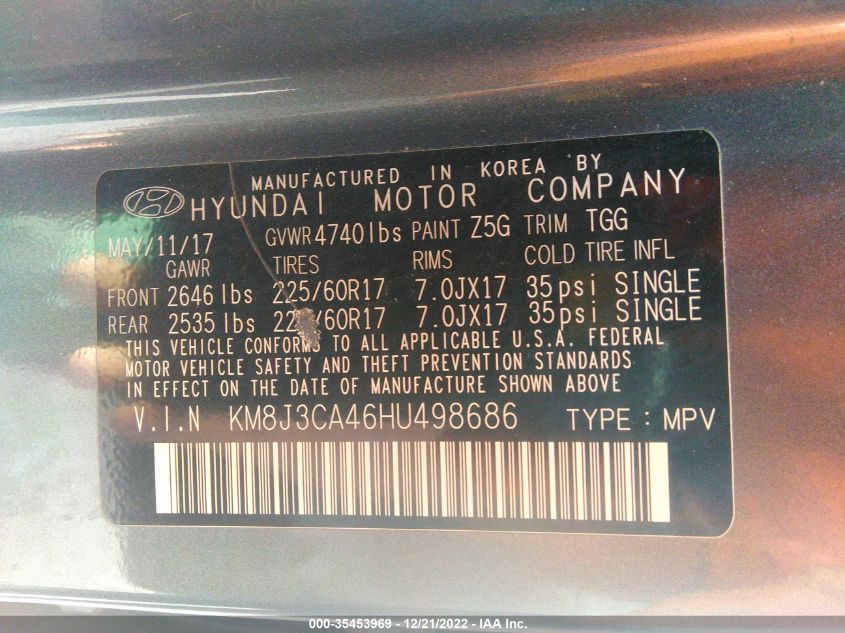 MANUFACTURED IN KOREA BY
HYUNDAI MOTOR COMPANY
MAY/11/17 GVWR 4740lbs PAINT Z5G TRIM TGG
GAWR TIRES RIMS COLD TIRE INFL
FRONT 2646 lbs 225/60R17 7.0JX17 35psi SINGLE
REAR 2535 lbs /60R17 7.0JX17 35psi SINGLE
THIS VEHICLE CONFORMS TO ALL APPLICABLE U.S.A. FEDERAL
MOTOR VEHICLE SAFETY AND THEFT PREVENTION STANDARDS
IN EFFECT ON THE DATE OF MANUFACTURE SHOWN ABOVE
V.I.N KM8J3CA46HU498686 TYPE : MPV
000-35453969 - 12/21/2022 - IAA Inc.